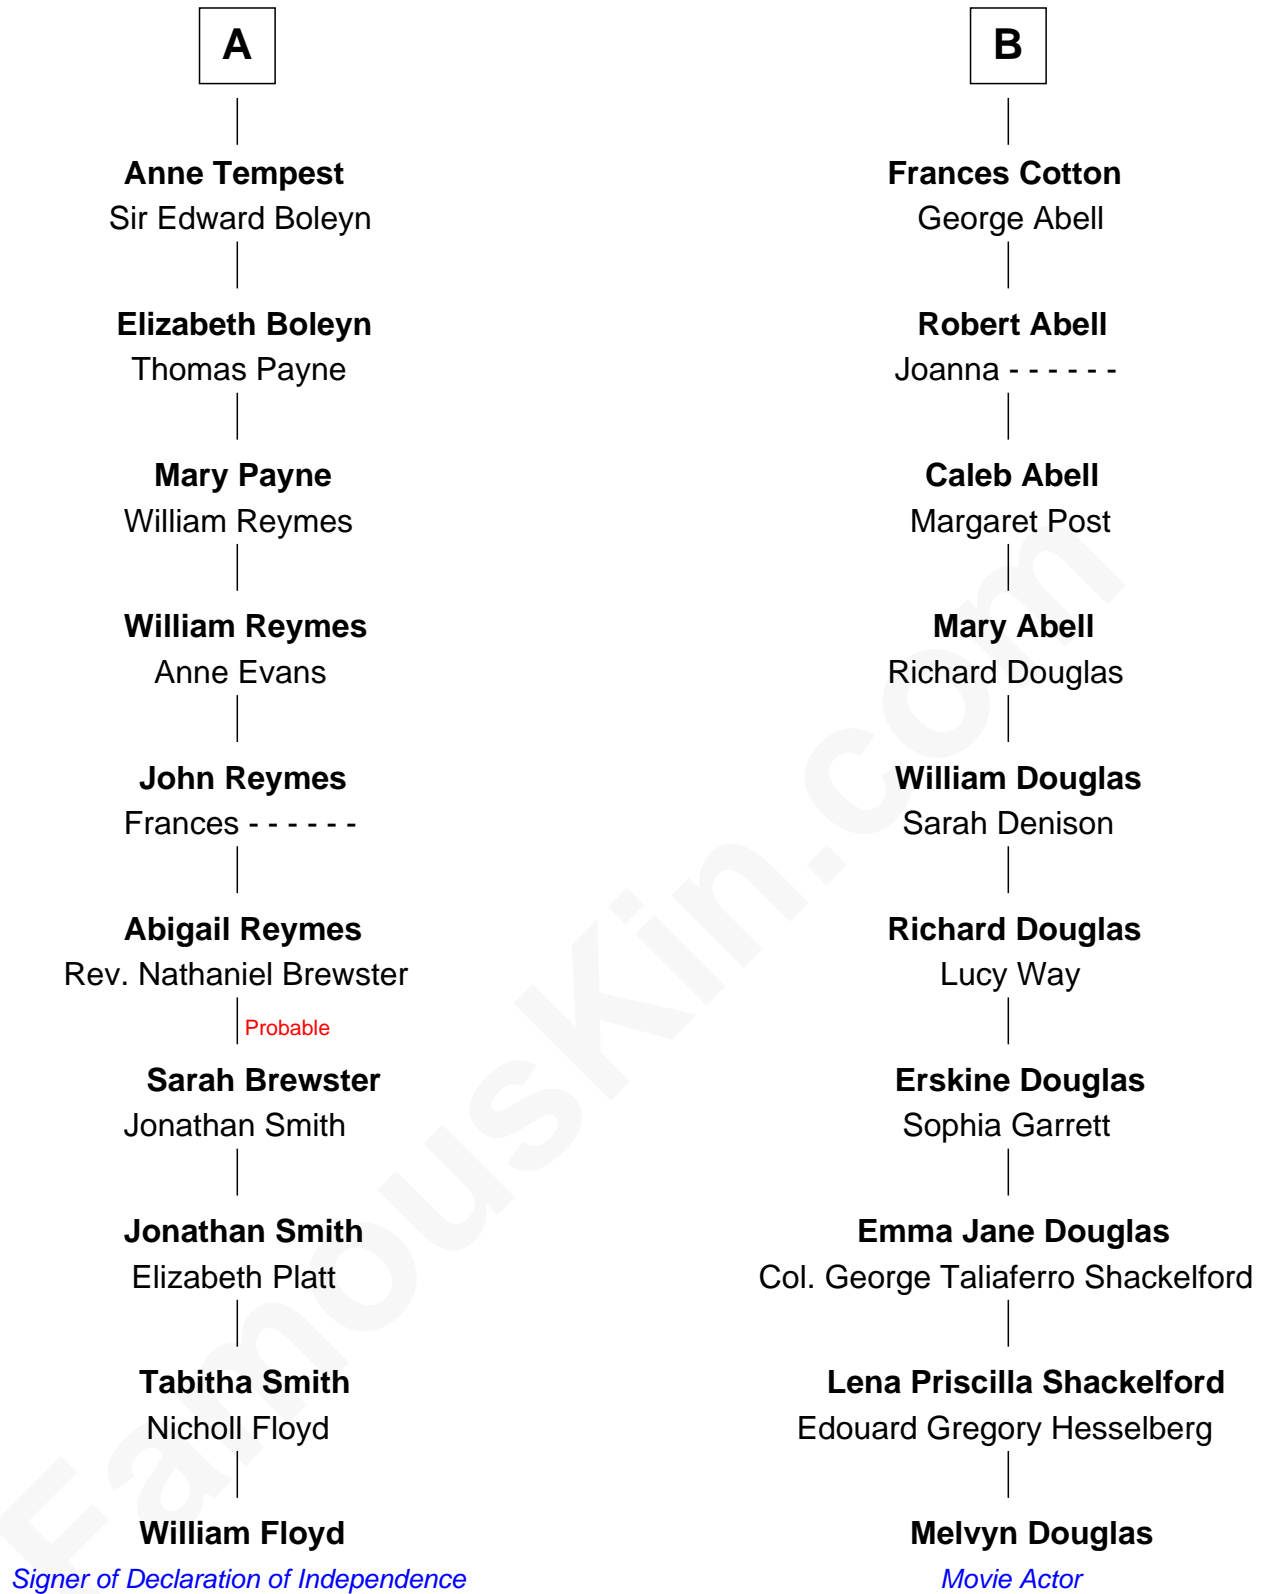 A
Anne Tempest
Sir Edward Boleyn
Elizabeth Boleyn
Thomas Payne
Mary Payne
William Reymes
William Reymes
Anne Evans
John Reymes
Frances - - - - - -
Abigail Reymes
Rev. Nathaniel Brewster
Probable
Sarah Brewster
Jonathan Smith
Jonathan Smith
Elizabeth Platt
Tabitha Smith
Nicholl Floyd
William Floyd
Signer of Declaration of Independence
B
Frances Cotton
George Abell
Robert Abell
Joanna - - - - - -
Caleb Abell
Margaret Post
Mary Abell
Richard Douglas
William Douglas
Sarah Denison
Richard Douglas
Lucy Way
Erskine Douglas
Sophia Garrett
Emma Jane Douglas
Col. George Taliaferro Shackelford
Lena Priscilla Shackelford
Edouard Gregory Hesselberg
Melvyn Douglas
Movie Actor
FamousKin.com